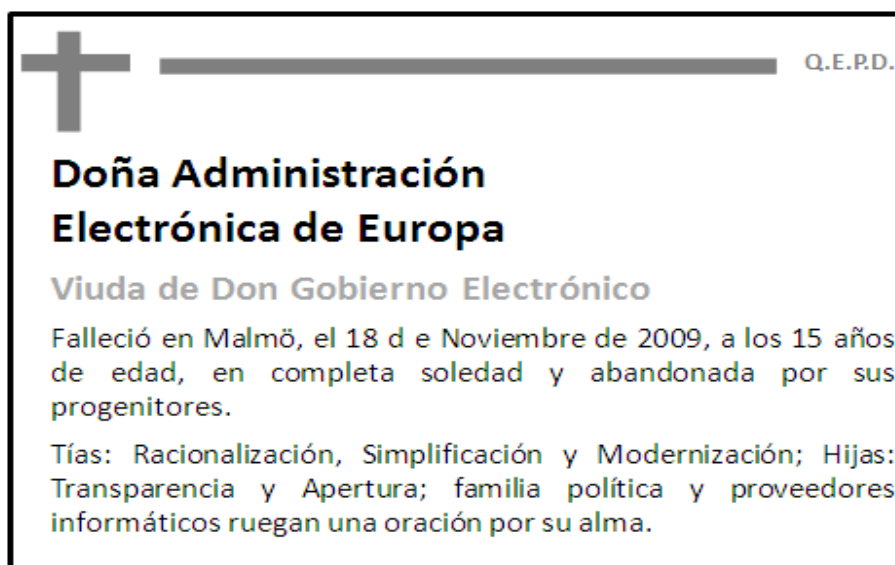 Q.E.P.D.
Doña Administración
Electrónica de Europa
Viuda de Don Gobierno Electrónico
Falleció en Malmö, el 18 d e Noviembre de 2009, a los 15 años
de edad, en completa soledad y abandonada por sus
progenitores.
Tías: Racionalización, Simplificación y Modernización; Hijas:
Transparencia y Apertura; familia política y proveedores
informáticos ruegan una oración por su alma.